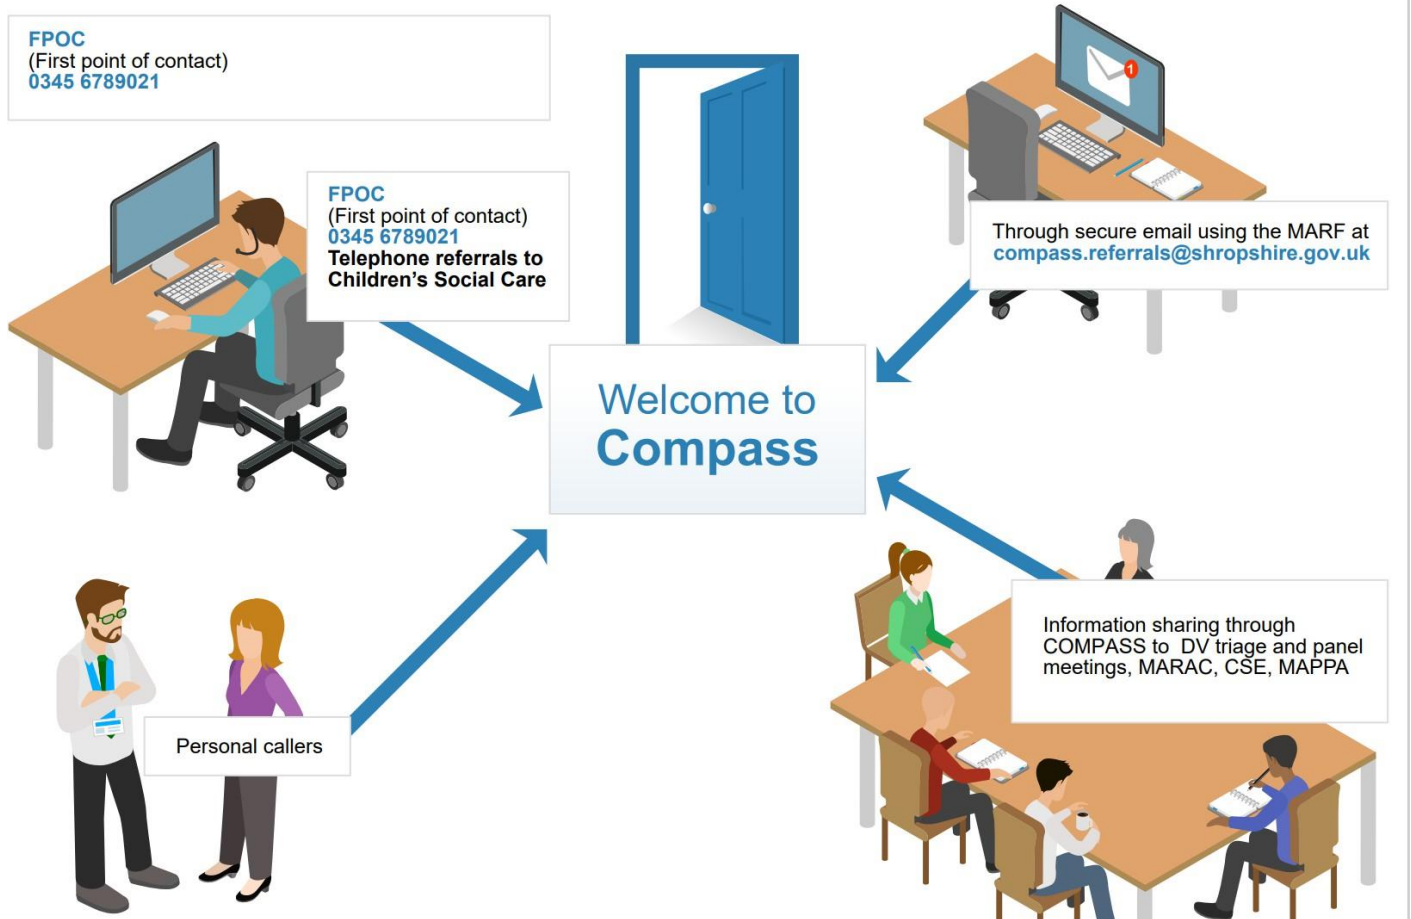 FPOC
(First point of contact)
0345 6789021
FPOC
(First point of contact)
0345 6789021
Telephone referrals to
Children’s Social Care
1
Through secure email using the MARF at
compass.referrals@shropshire.gov.uk
Welcome to
Compass
Personal callers
Information sharing through
COMPASS to  DV triage and panel
meetings, MARAC, CSE, MAPPA